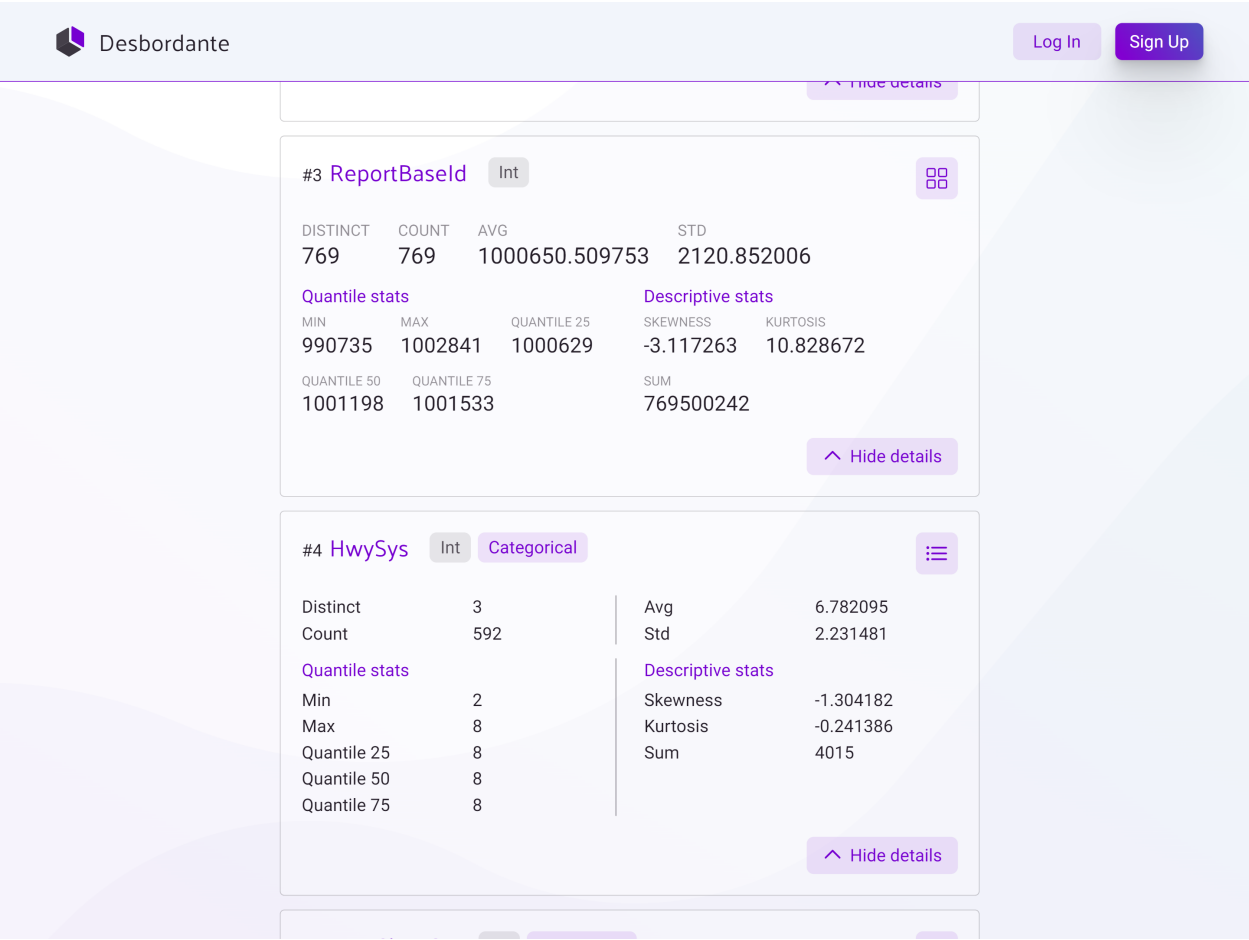 Desbordante
Log In
Sign Up
Hide details
#3 ReportBaseId Int
DISTINCT COUNT AVG STD
769 769 1000650.509753 2120.852006
Quantile stats Descriptive stats
MIN MAX QUANTILE 25 SKEWNESS KURTOSIS
990735 1002841 1000629 -3.117263 10.828672
QUANTILE 50 QUANTILE 75 SUM
1001198 1001533 769500242
Hide details
#4 HwySys Int Categorical
Distinct 3 Avg 6.782095
Count 592 Std 2.231481
Quantile stats Descriptive stats
Min 2 Skewness -1.304182
Max 8 Kurtosis -0.241386
Quantile 25 8 Sum 4015
Quantile 50 8
Quantile 75 8
Hide details